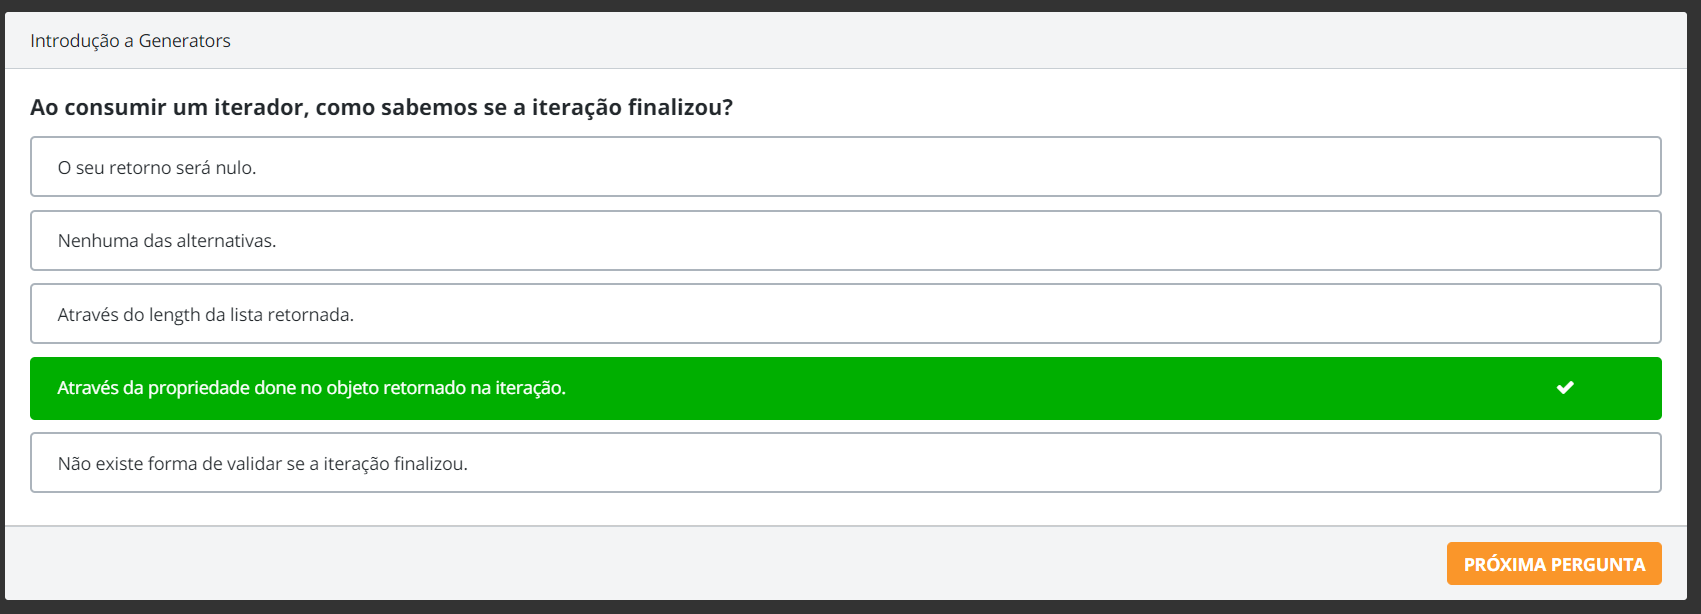 Introdução a Generators
Ao consumir um iterador, como sabemos se a iteração finalizou?
O seu retorno será nulo.
Nenhuma das alternativas.
Através do length da lista retornada.
Através da propriedade done no objeto retornado na iteração.
Não existe forma de validar se a iteração finalizou.
PRÓXIMA PERGUNTA